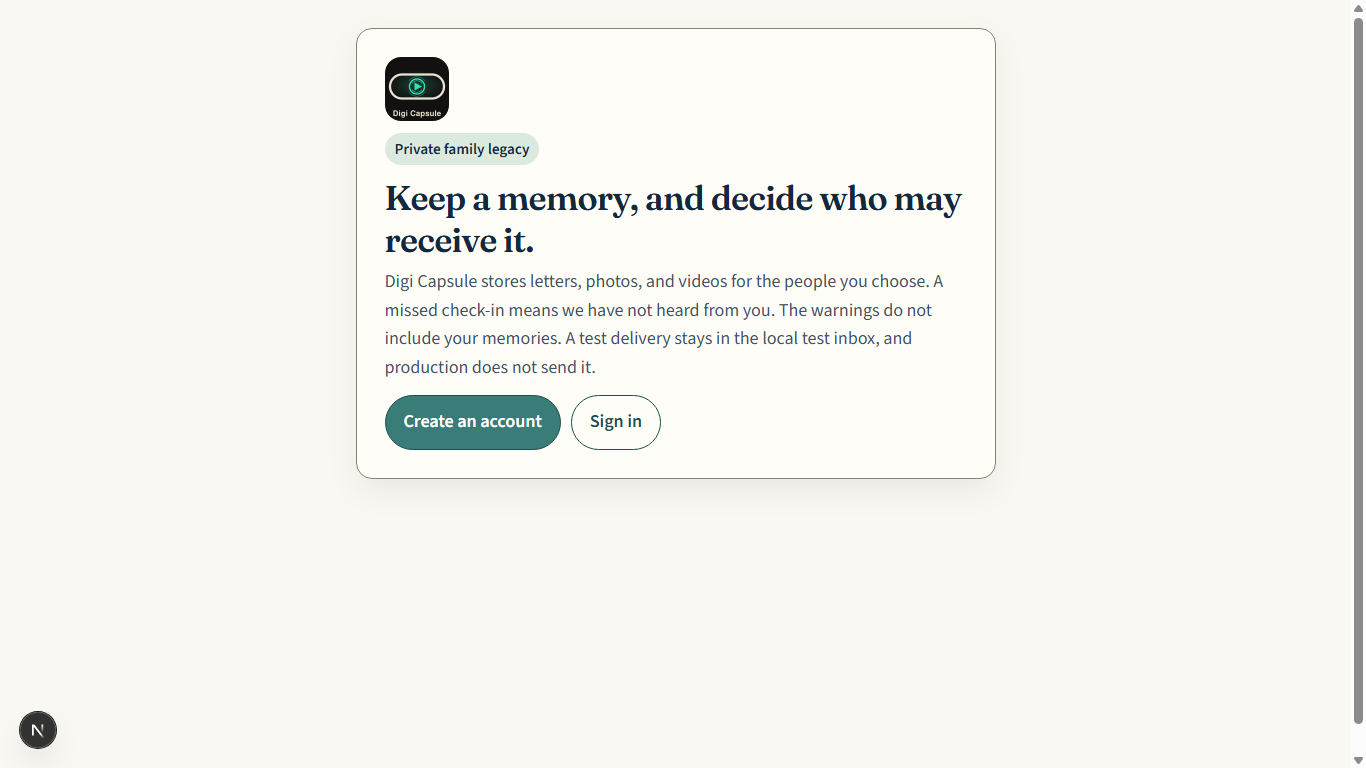 Digi Capsule
Private family legacy
Keep a memory, and decide who may
receive it.
Digi Capsule stores letters, photos, and videos for the people you choose. A
missed check-in means we have not heard from you. The warnings do not
include your memories. A test delivery stays in the local test inbox, and
production does not send it.
Create an account
Sign in
N